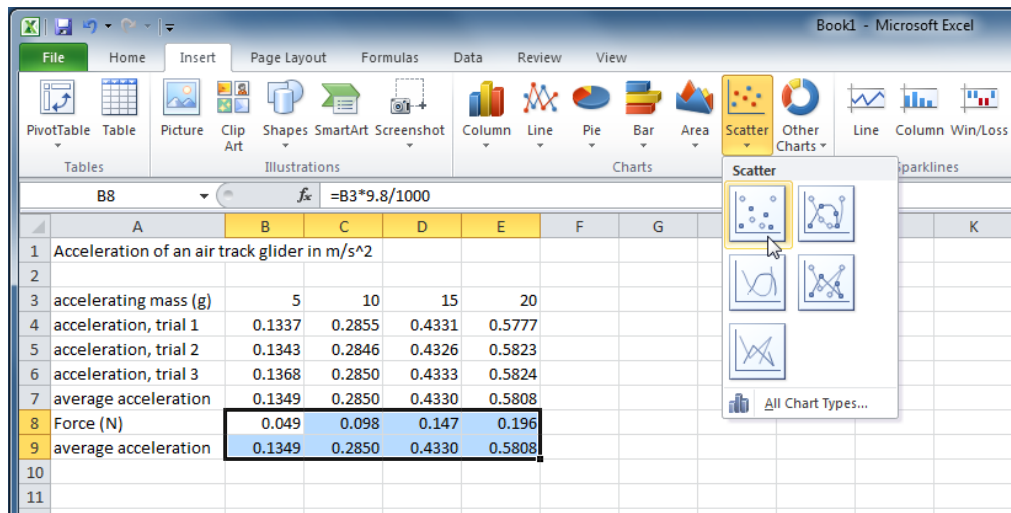 Book1 - Microsoft Excel
File Home Insert Page Layout Formulas Data Review View
PivotTable Table Picture Clip Art Shapes SmartArt Screenshot Column Line Pie Bar Area Scatter Other Charts Line Column Win/Loss
Tables Illustrations Charts Sparklines
Scatter
B8 fx =B3*9.8/1000
A B C D E F G K
1 Acceleration of an air track glider in m/s^2
2
3 accelerating mass (g) 5 10 15 20
4 acceleration, trial 1 0.1337 0.2855 0.4331 0.5777
5 acceleration, trial 2 0.1343 0.2846 0.4326 0.5823
6 acceleration, trial 3 0.1368 0.2850 0.4333 0.5824
7 average acceleration 0.1349 0.2850 0.4330 0.5808
8 Force (N) 0.049 0.098 0.147 0.196
9 average acceleration 0.1349 0.2850 0.4330 0.5808
All Chart Types...
10
11